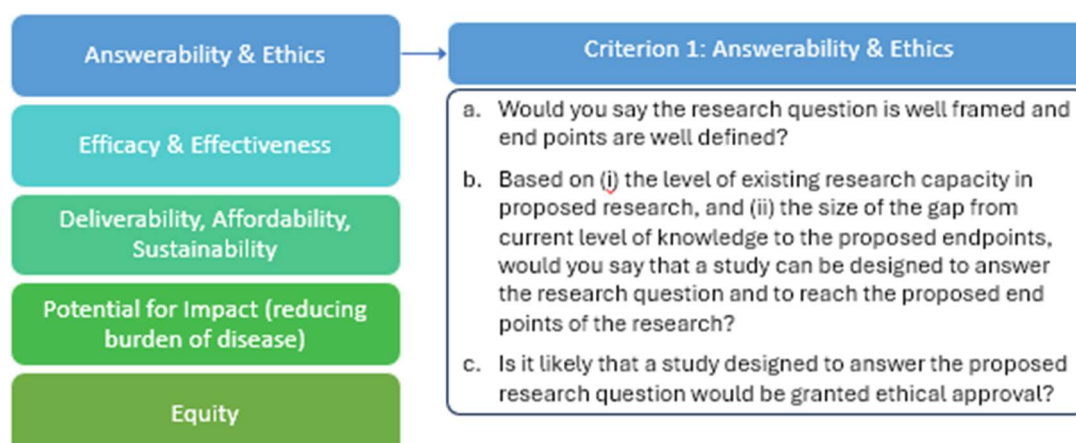 Answerability & Ethics
Efficacy & Effectiveness
Deliverability, Affordability,
Sustainability
Potential for Impact (reducing
burden of disease)
Equity
Criterion 1: Answerability & Ethics
a. Would you say the research question is well framed and
end points are well defined?
b. Based on (i) the level of existing research capacity in
proposed research, and (ii) the size of the gap from
current level of knowledge to the proposed endpoints,
would you say that a study can be designed to answer
the research question and to reach the proposed end
points of the research?
c. Is it likely that a study designed to answer the proposed
research question would be granted ethical approval?